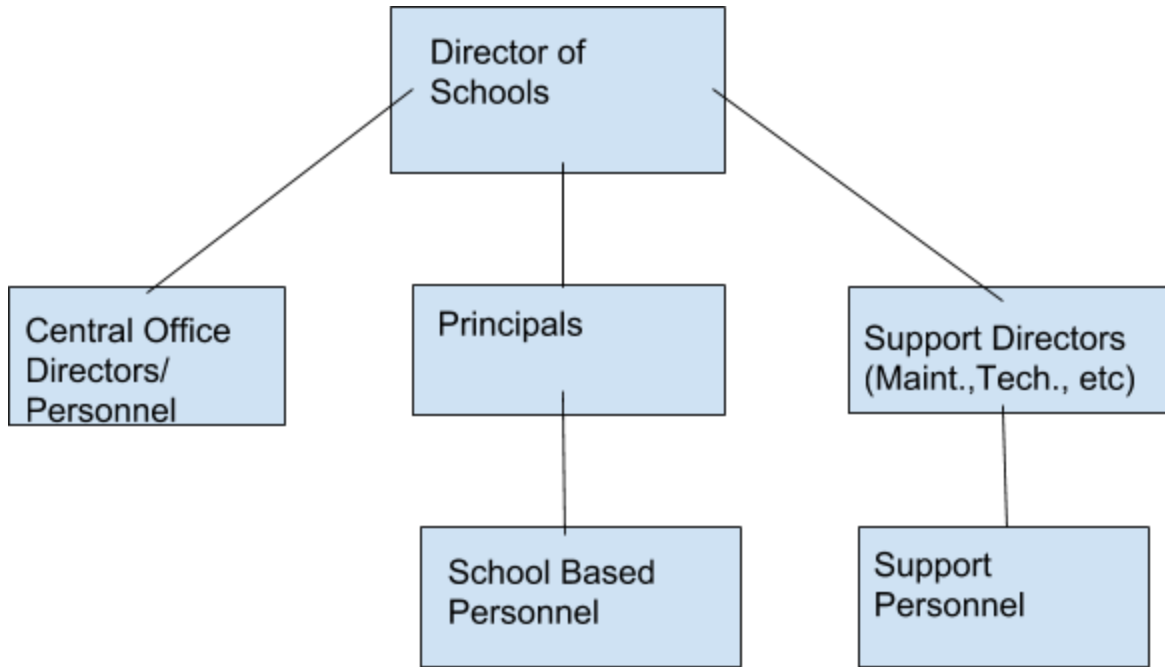 Director of
Schools
Central Office
Directors/
Personnel
Principals
Support Directors
(Maint.,Tech., etc)
School Based
Personnel
Support
Personnel